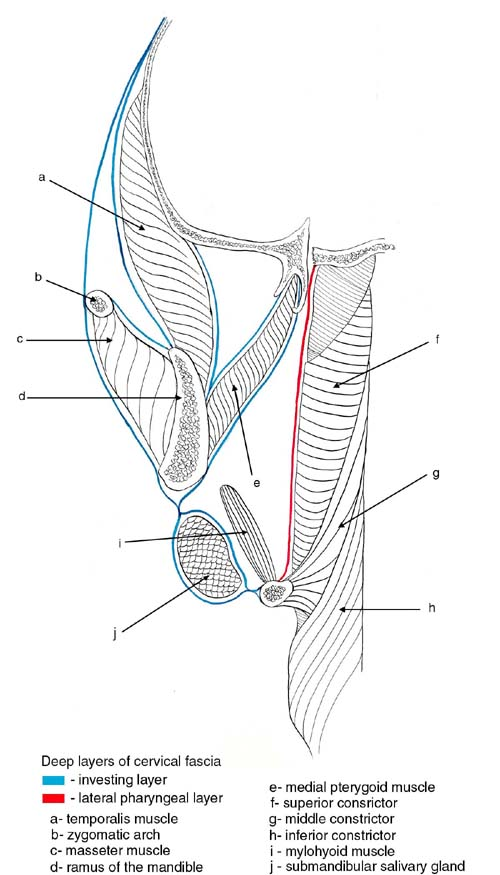 a
b
c
f
d
e
g
i
h
j
Deep layers of cervical fascia
- investing layer
- lateral pharyngeal layer
a- temporalis muscle
b- zygomatic arch
c- masseter muscle
d- ramus of the mandible
e- medial pterygoid muscle
f- superior consrictor
g- middle constrictor
h- inferior constrictor
i - mylohyoid muscle
j - submandibular salivary gland